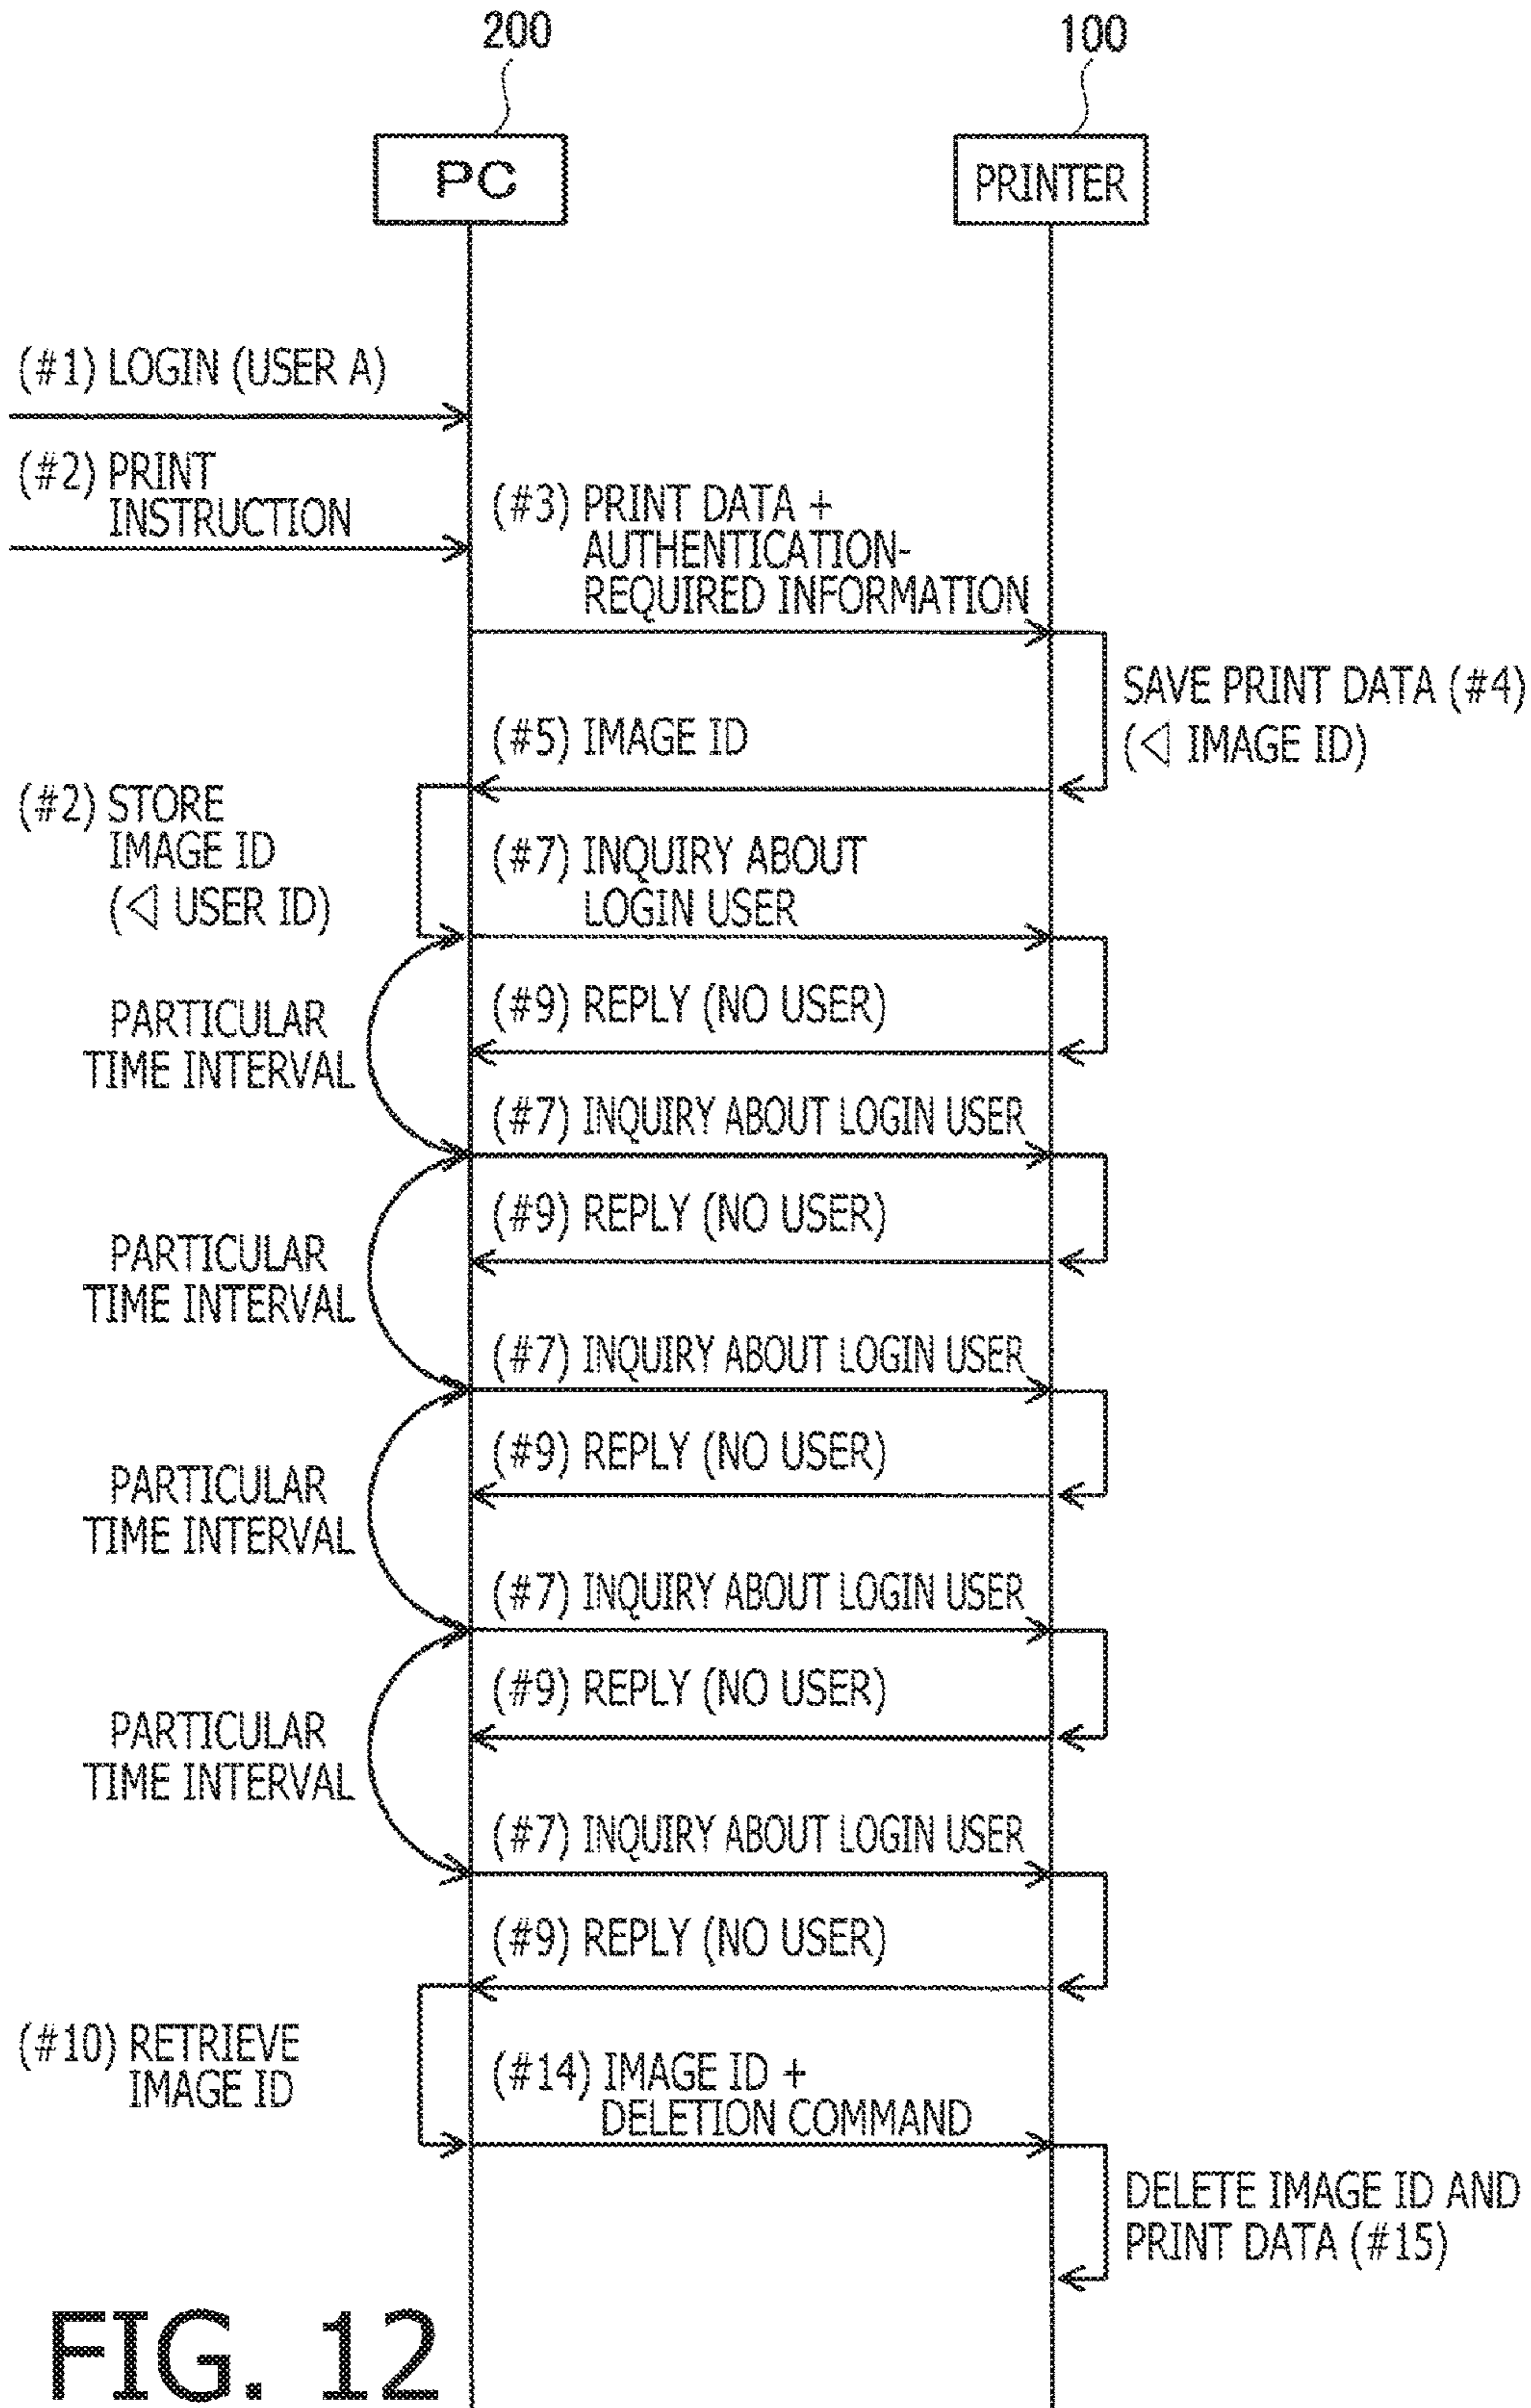 200
100
PC
PRINTER
(#1) LOGIN (USER A)
(#2) PRINT
INSTRUCTION
(#3) PRINT DATA +
AUTHENTICATION-
REQUIRED INFORMATION
SAVE PRINT DATA (#4)
(◁ IMAGE ID)
(#5) IMAGE ID
(#2) STORE
IMAGE ID
(◁ USER ID)
(#7) INQUIRY ABOUT
LOGIN USER
PARTICULAR
TIME INTERVAL
(#9) REPLY (NO USER)
(#7) INQUIRY ABOUT LOGIN USER
(#9) REPLY (NO USER)
PARTICULAR
TIME INTERVAL
(#7) INQUIRY ABOUT LOGIN USER
(#9) REPLY (NO USER)
PARTICULAR
TIME INTERVAL
(#7) INQUIRY ABOUT LOGIN USER
(#9) REPLY (NO USER)
PARTICULAR
TIME INTERVAL
(#7) INQUIRY ABOUT LOGIN USER
(#9) REPLY (NO USER)
(#10) RETRIEVE
IMAGE ID
(#14) IMAGE ID +
DELETION COMMAND
DELETE IMAGE ID AND
PRINT DATA (#15)
FIG. 12